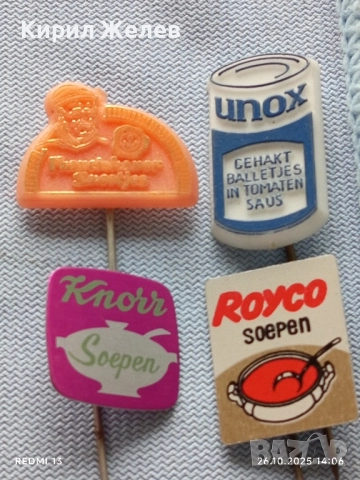 Кирил Желев
unox
GEHAKT
BALLETJES
IN TOMATEN
SAUS
Knorr
Soepen
ROYCO
soepen
REDMI 13
26.10.2025 14:06
bazar